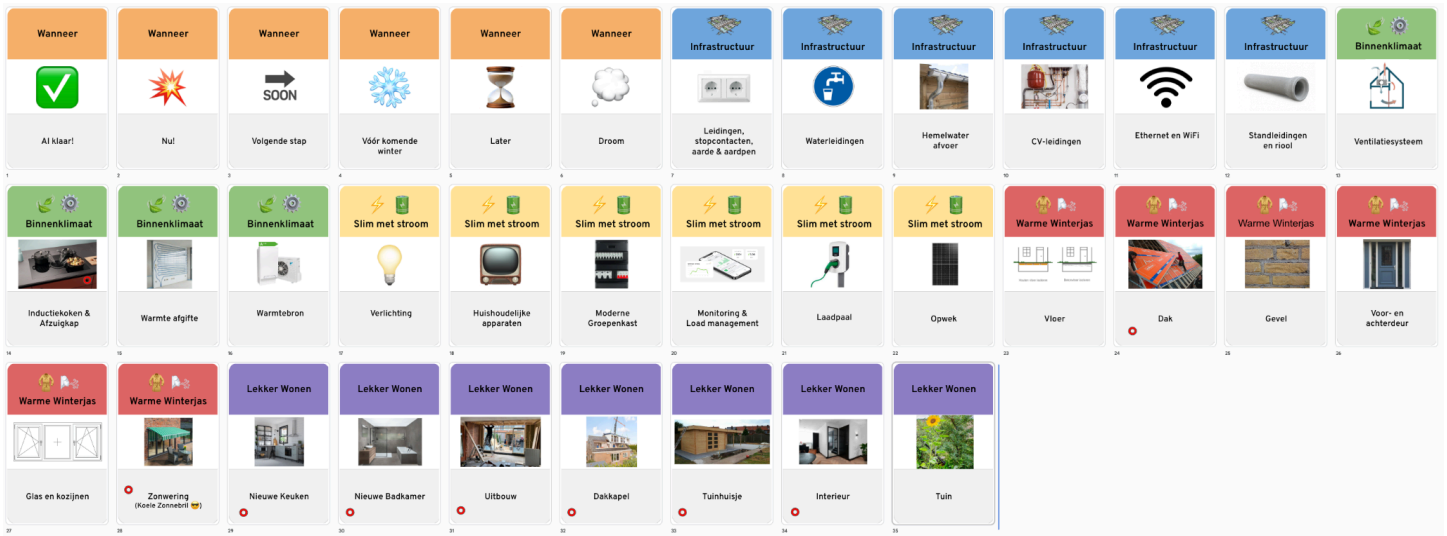 Wanneer
Al klaar!
1
Wanneer
Nu!
2
Wanneer
SOON
Volgende stap
3
Wanneer
Vóór komende
winter
4
Wanneer
Later
5
Wanneer
Droom
6
Infrastructuur
Leidingen,
stopcontacten,
aarde & aardpen
7
Infrastructuur
Waterleidingen
8
Infrastructuur
Hemelwater
afvoer
9
Infrastructuur
CV-leidingen
10
Infrastructuur
Ethernet en WiFi
11
Infrastructuur
Standleidingen
en riool
12
Binnenklimaat
Ventilatiesysteem
13
Binnenklimaat
Inductiekoken &
Afzuigkap
14
Binnenklimaat
Warmte afgifte
15
Binnenklimaat
Warmtebron
16
Slim met stroom
Verlichting
17
Slim met stroom
Huishoudelijke
apparaten
18
Slim met stroom
Moderne
Groepenkast
19
Slim met stroom
Monitoring &
Load management
20
Slim met stroom
Laadpaal
21
Slim met stroom
Opwek
22
Warme Winterjas
Vloer
23
Warme Winterjas
Dak
24
Warme Winterjas
Gevel
25
Warme Winterjas
Voor- en
achterdeur
26
Warme Winterjas
Glas en kozijnen
27
Warme Winterjas
Zonwering
(Koele Zonnebril 😎)
28
Lekker Wonen
Nieuwe Keuken
29
Lekker Wonen
Nieuwe Badkamer
30
Lekker Wonen
Uitbouw
31
Lekker Wonen
Dakkapel
32
Lekker Wonen
Tuinhuisje
33
Lekker Wonen
Interieur
34
Lekker Wonen
Tuin
35